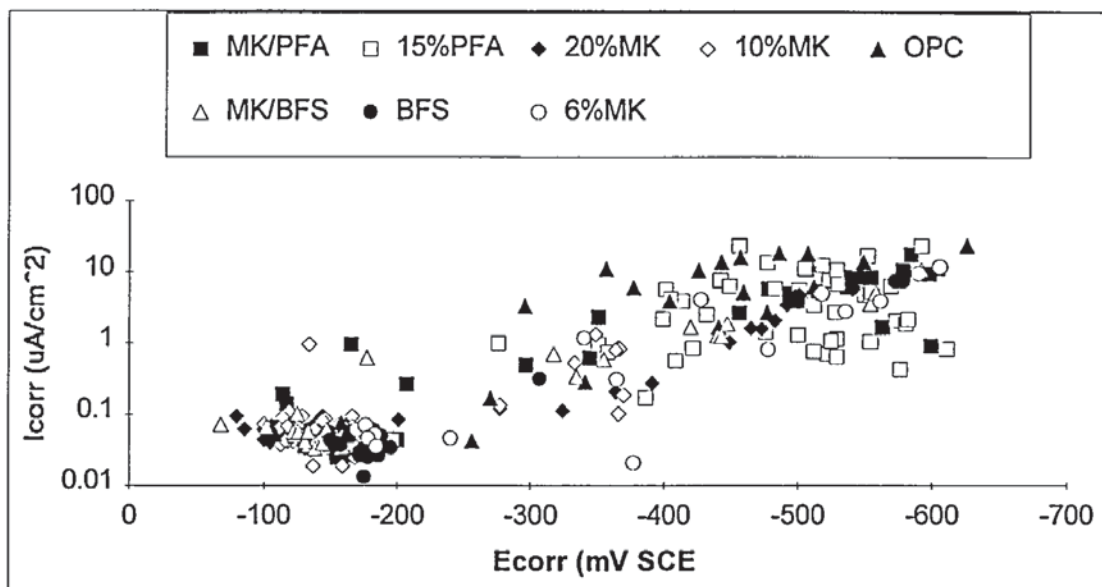 MK/PFA 15%PFA 20%MK 10%MK OPC
MK/BFS BFS 6%MK
Icorr (uA/cm^2)
100
10
1
0.1
0.01
0 -100 -200 -300 -400 -500 -600 -700
Ecorr (mV SCE